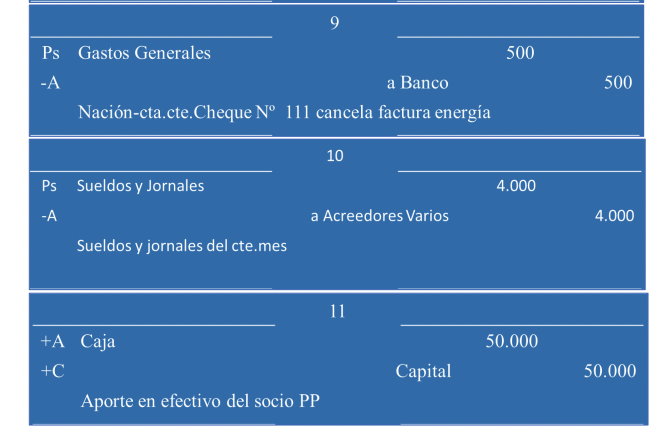 9
Ps Gastos Generales 500
-A a Banco 500
Nación-cta.cte.Cheque Nº 111 cancela factura energía
10
Ps Sueldos y Jornales 4.000
-A a Acreedores Varios 4.000
Sueldos y jornales del cte.mes
11
+A Caja 50.000
+C Capital 50.000
Aporte en efectivo del socio PP